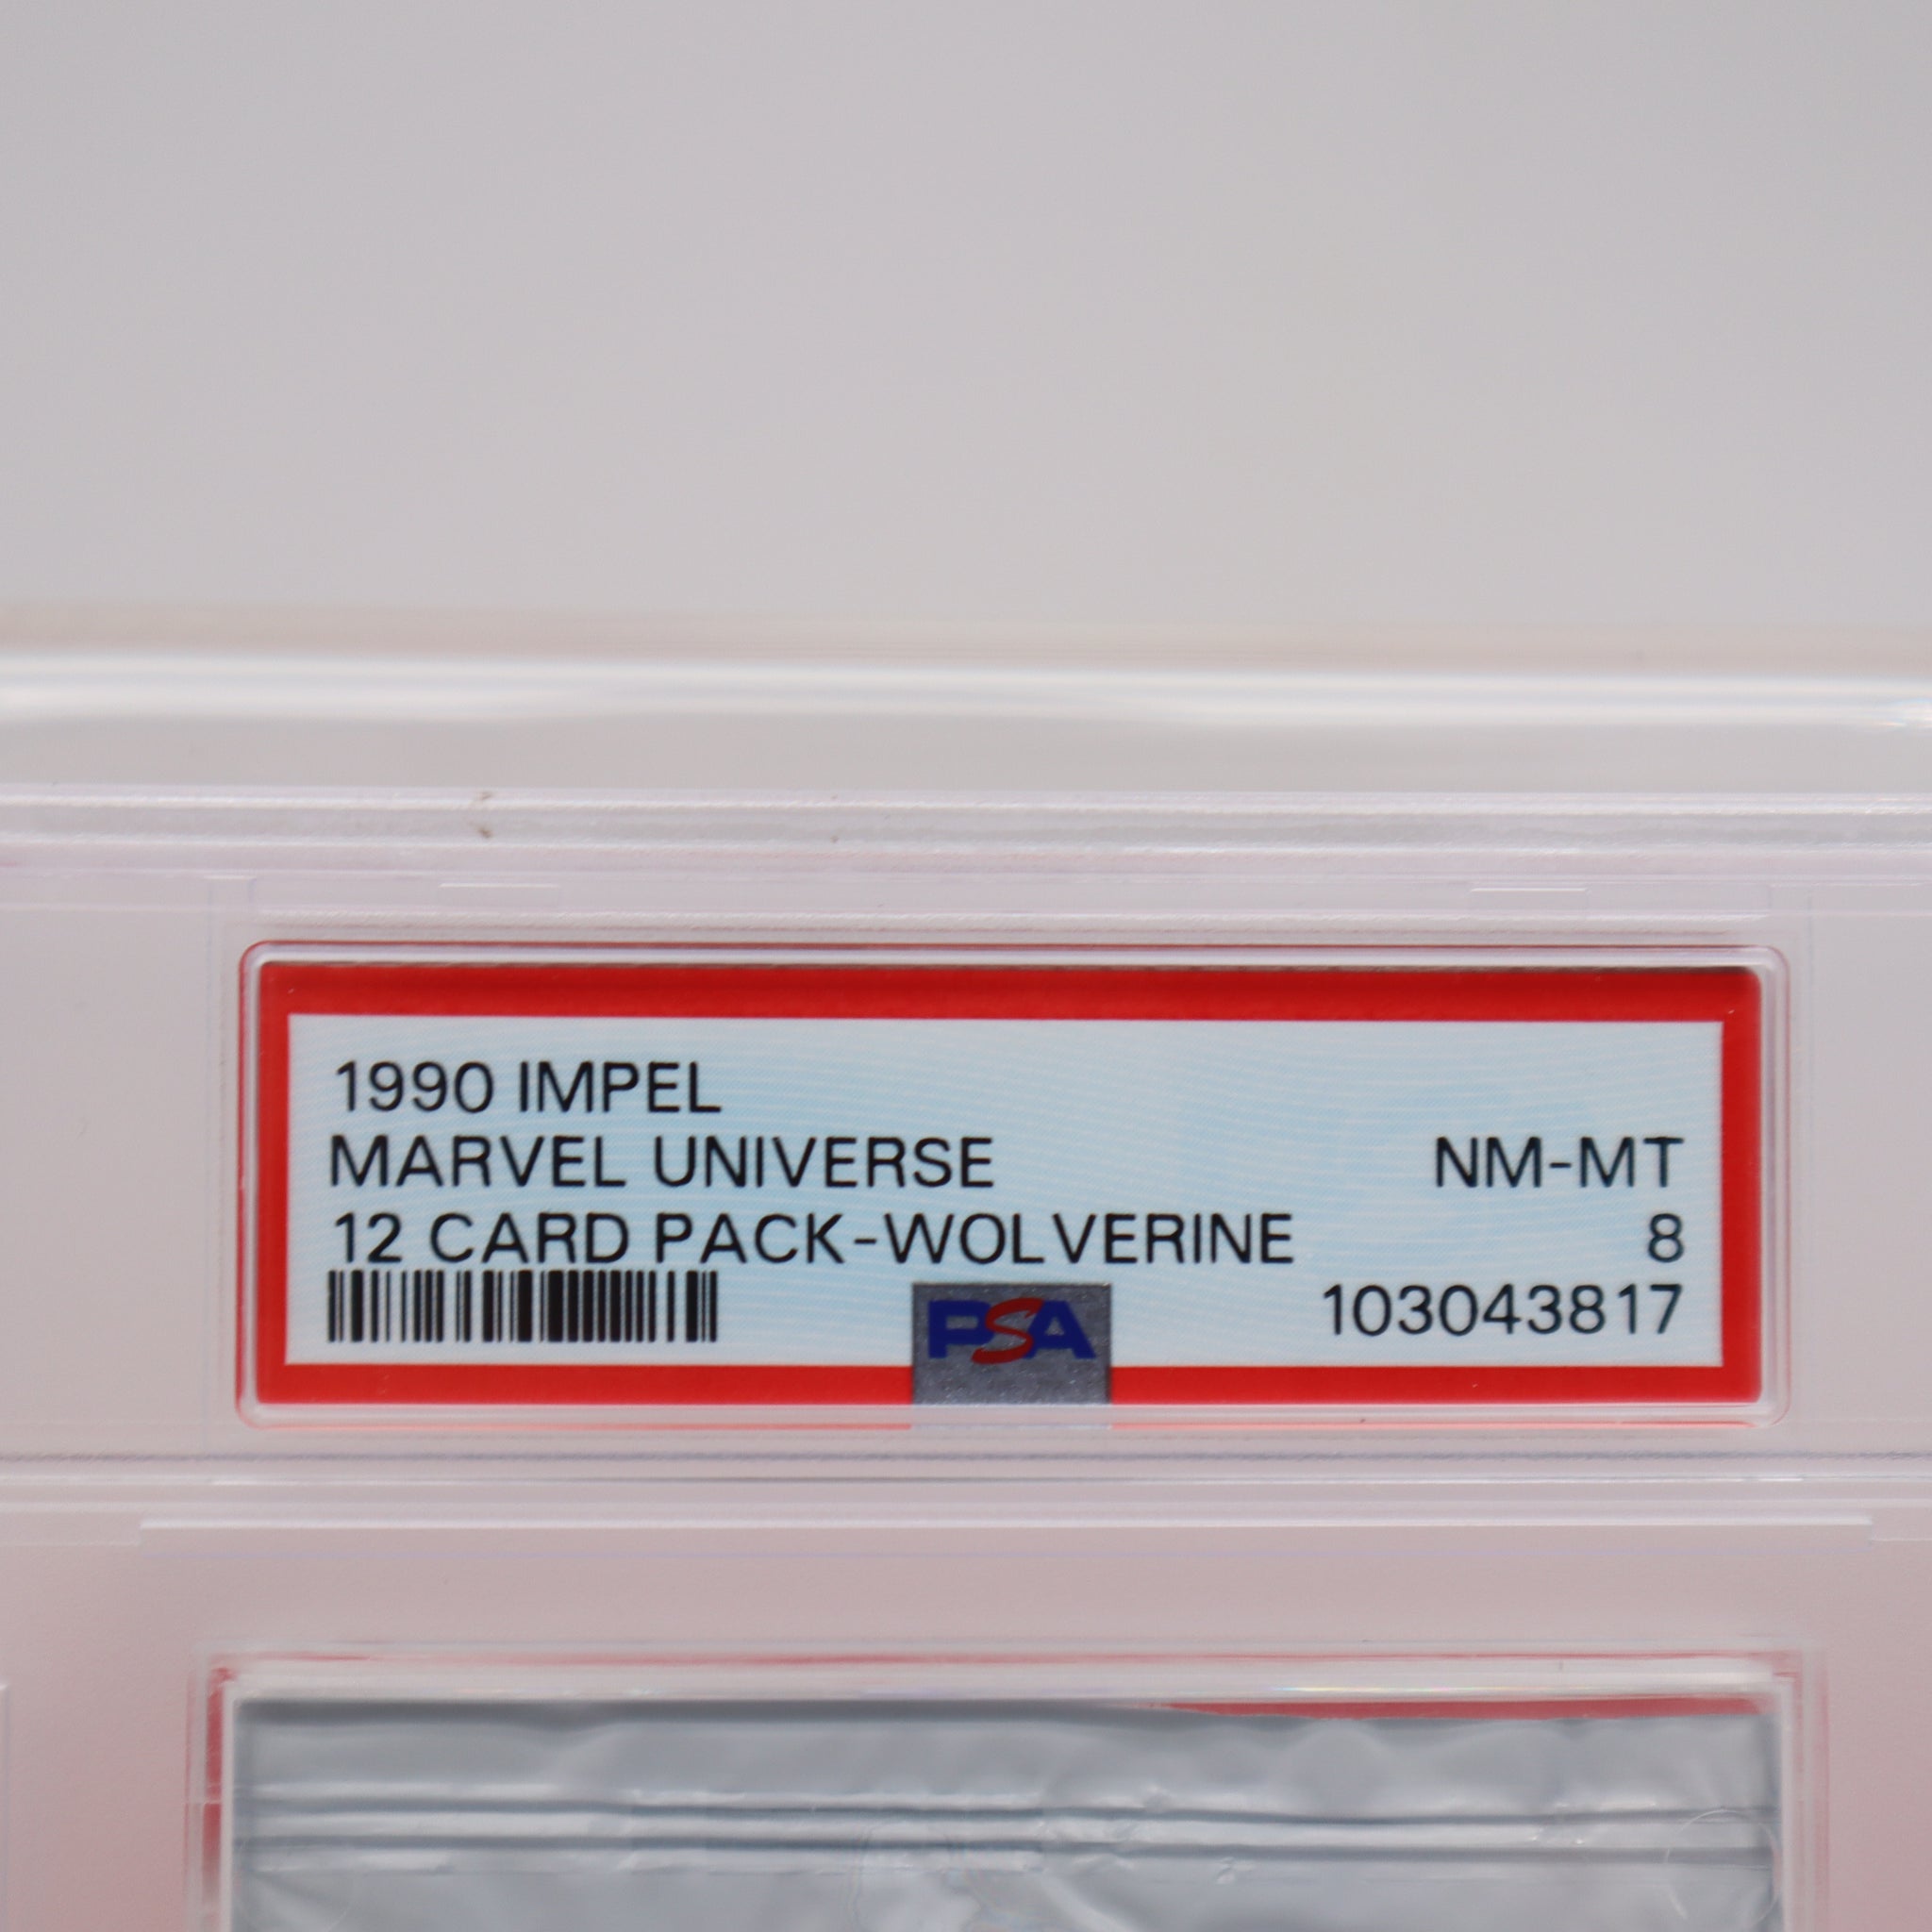 1990 IMPEL
MARVEL UNIVERSE NM-MT
12 CARD PACK-WOLVERINE 8
PSA 103043817